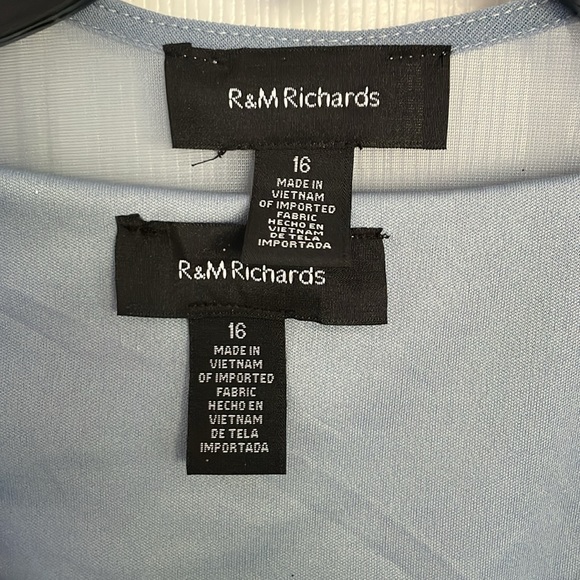 R&M Richards
16
MADE IN
VIETNAM
OF IMPORTED
FABRIC
HECHO EN
VIETNAM
DE TELA
IMPORTADA
R&M Richards
16
MADE IN
VIETNAM
OF IMPORTED
FABRIC
HECHO EN
VIETNAM
DE TELA
IMPORTADA